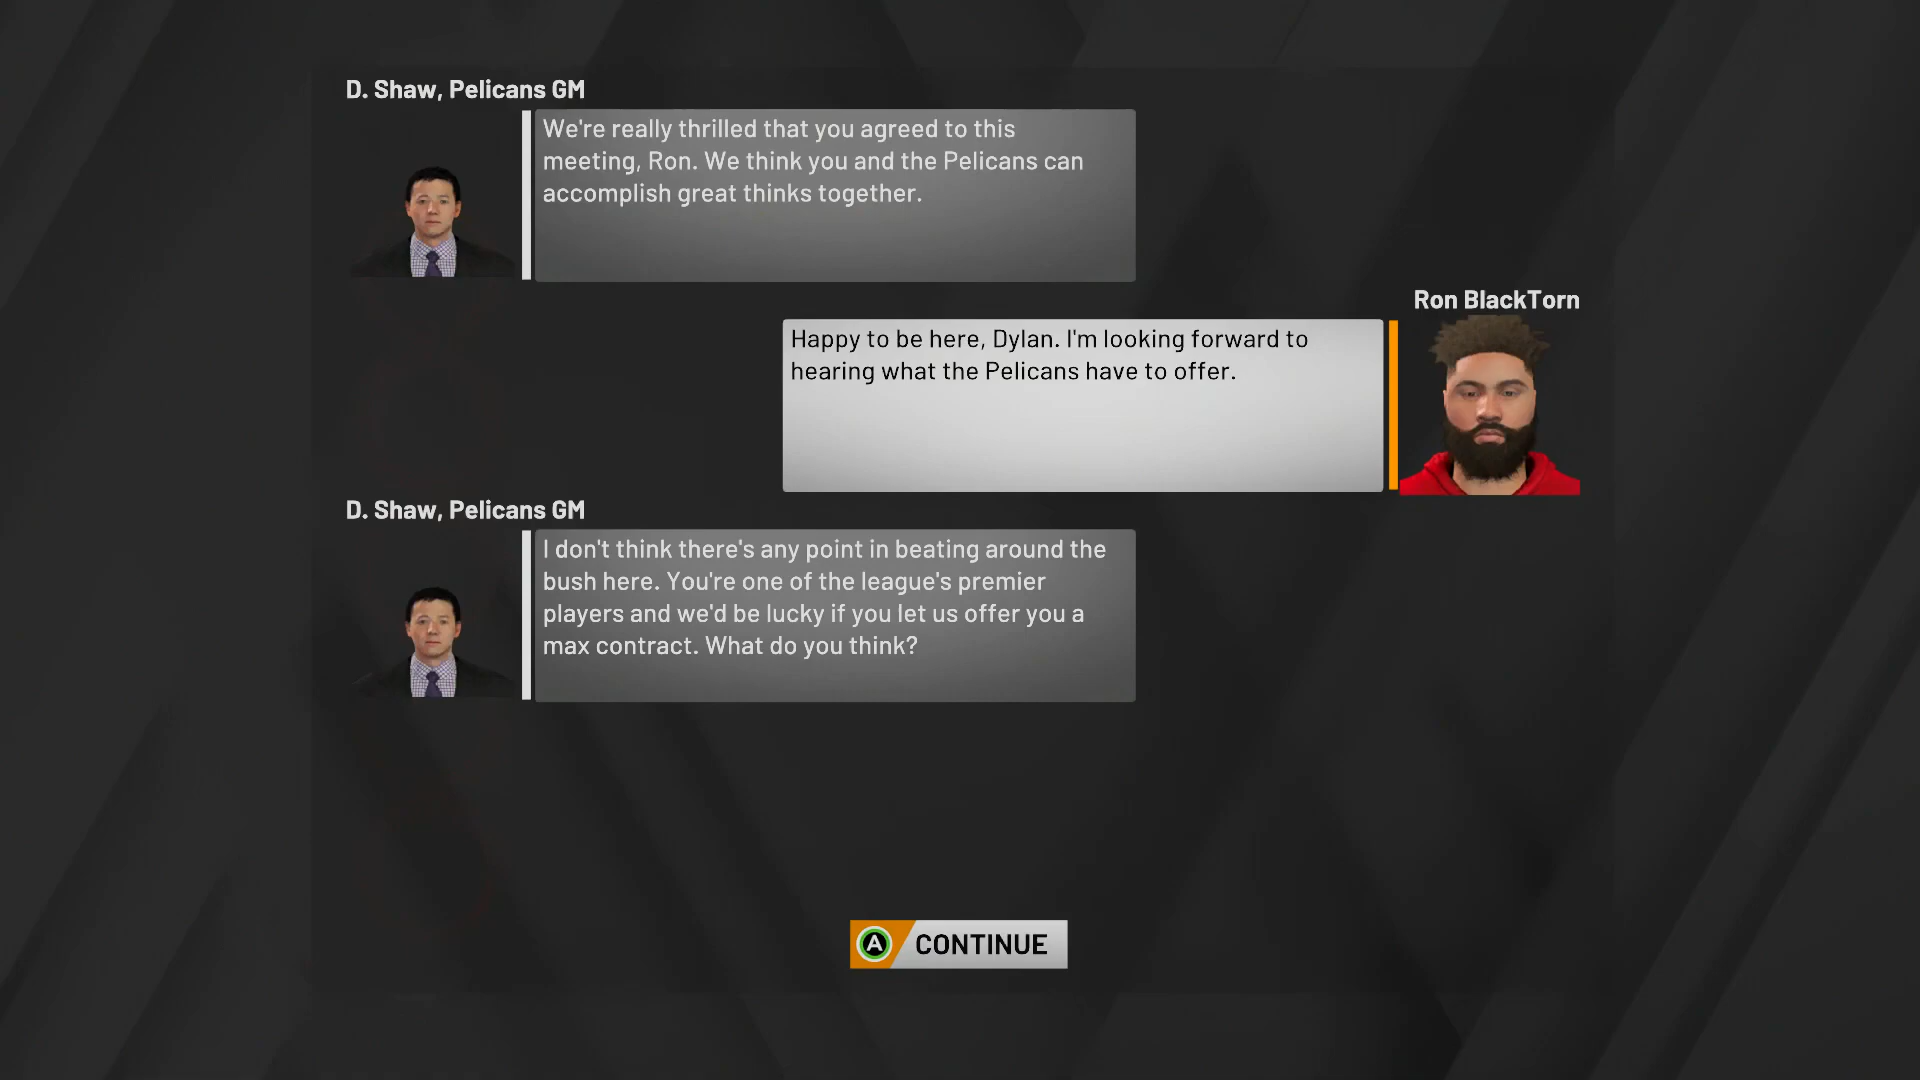 D. Shaw, Pelicans GM
We're really thrilled that you agreed to this
meeting, Ron. We think you and the Pelicans can
accomplish great thinks together.
Ron BlackTorn
Happy to be here, Dylan. I'm looking forward to
hearing what the Pelicans have to offer.
D. Shaw, Pelicans GM
I don't think there's any point in beating around the
bush here. You're one of the league's premier
players and we'd be lucky if you let us offer you a
max contract. What do you think?
A CONTINUE